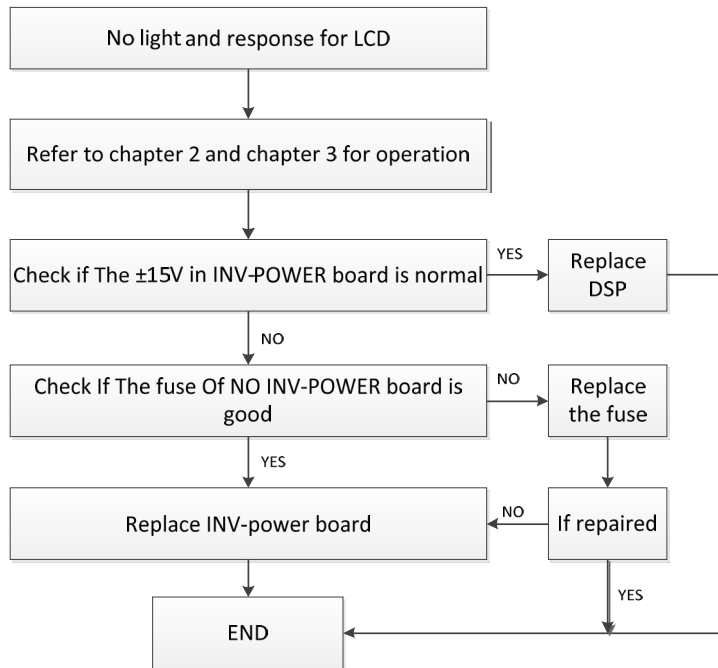 No light and response for LCD
Refer to chapter 2 and chapter 3 for operation
Check if The ±15V in INV-POWER board is normal
YES
Replace
DSP
NO
Check If The fuse Of NO INV-POWER board is
good
NO
Replace
the fuse
YES
Replace INV-power board
NO
If repaired
YES
END